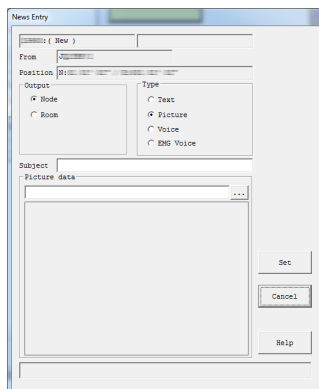 News Entry
: ( New )
From
Position N:
Output
Node
Room
Type
Text
Picture
Voice
EMG Voice
Subject
Picture data
...
Set
Cancel
Help